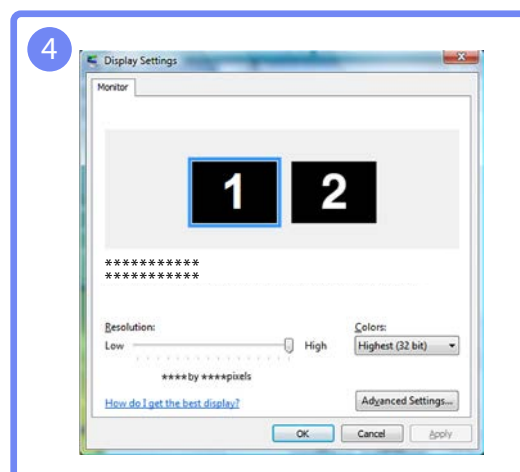 4
Display Settings
Monitor
1 2
***********
***********
Resolution:
Colors:
Low High
Highest (32 bit)
****by ****pixels
How do I get the best display?
Advanced Settings...
OK Cancel Apply